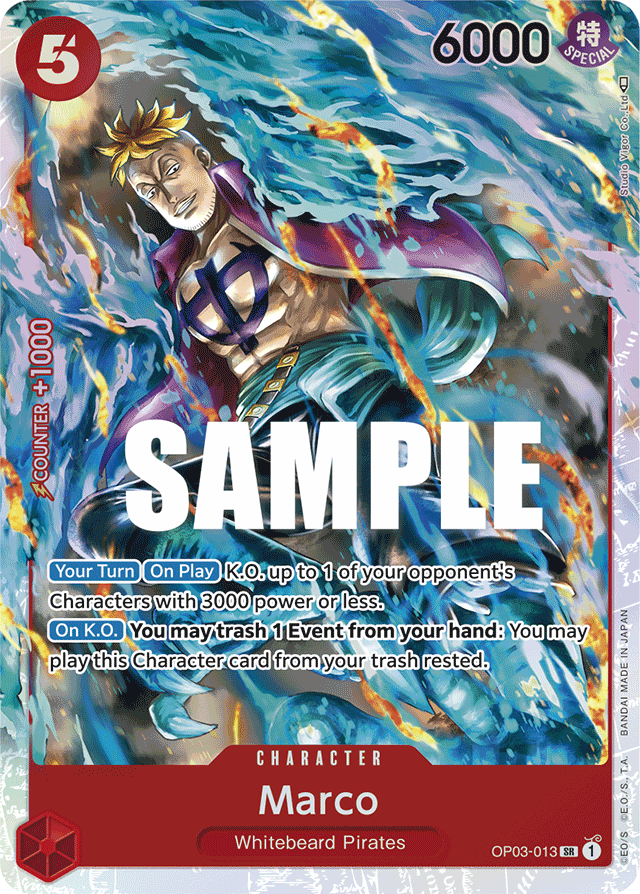 5
6000
特
SPECIAL
Studio Vigor Co.,Ltd
COUNTER +1000
SAMPLE
Your Turn On Play K.O. up to 1 of your opponent's
Characters with 3000 power or less.
On K.O. You may trash 1 Event from your hand: You may
play this Character card from your trash rested.
©EO/S ©E.O./S., T.A. BANDAI MADE IN JAPAN
CHARACTER
Marco
Whitebeard Pirates
OP03-013 SR 1